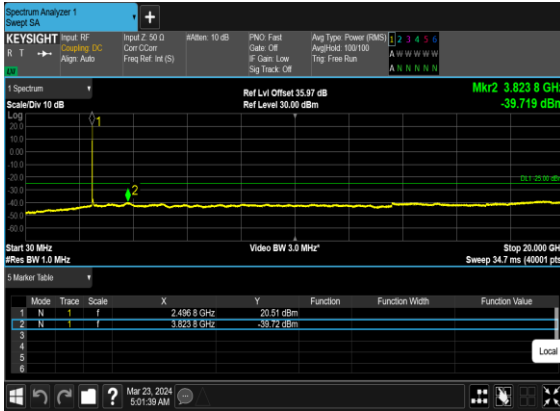 Spectrum Analyzer 1
Swept SA
KEYSIGHT
R T
LV
Input: RF
Coupling: DC
Align: Auto
Input Z: 50 Ω
Corr CCorr
Freq Ref: Int (S)
#Atten: 10 dB
PNO: Fast
Gate: Off
IF Gain: Low
Sig Track: Off
Avg Type: Power (RMS)
Avg|Hold: 100/100
Trig: Free Run
1 2 3 4 5 6
A W W W W W
A N N N N N
1 Spectrum
Scale/Div 10 dB
Ref Lvl Offset 35.97 dB
Ref Level 30.00 dBm
Mkr2 3.823 8 GHz
-39.719 dBm
Log
20.0
10.0
0.00
-10.0
-20.0
-30.0
-40.0
-50.0
-60.0
1
2
Start 30 MHz
#Res BW 1.0 MHz
Video BW 3.0 MHz*
Stop 20.000 GHz
Sweep 34.7 ms (40001 pts)
5 Marker Table
Mode Trace Scale X Y Function Function Width Function Value
1 N 1 f 2.496 8 GHz 20.51 dBm
2 N 1 f 3.823 8 GHz -39.72 dBm
3
4
5
6
Local
?
Mar 23, 2024
5:01:39 AM